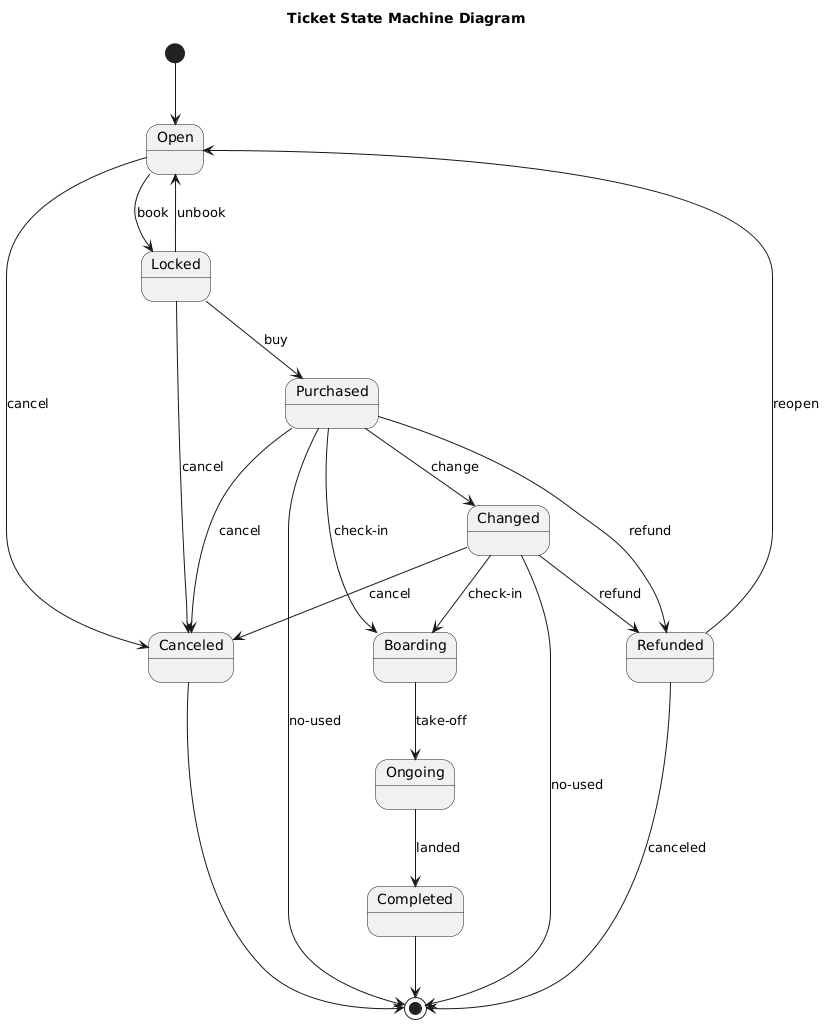 Ticket State Machine Diagram
Open
book
unbook
Locked
buy
Purchased
cancel
reopen
cancel
change
Changed
cancel
check-in
refund
cancel
check-in
refund
Canceled
Boarding
Refunded
no-used
take-off
Ongoing
no-used
landed
canceled
Completed